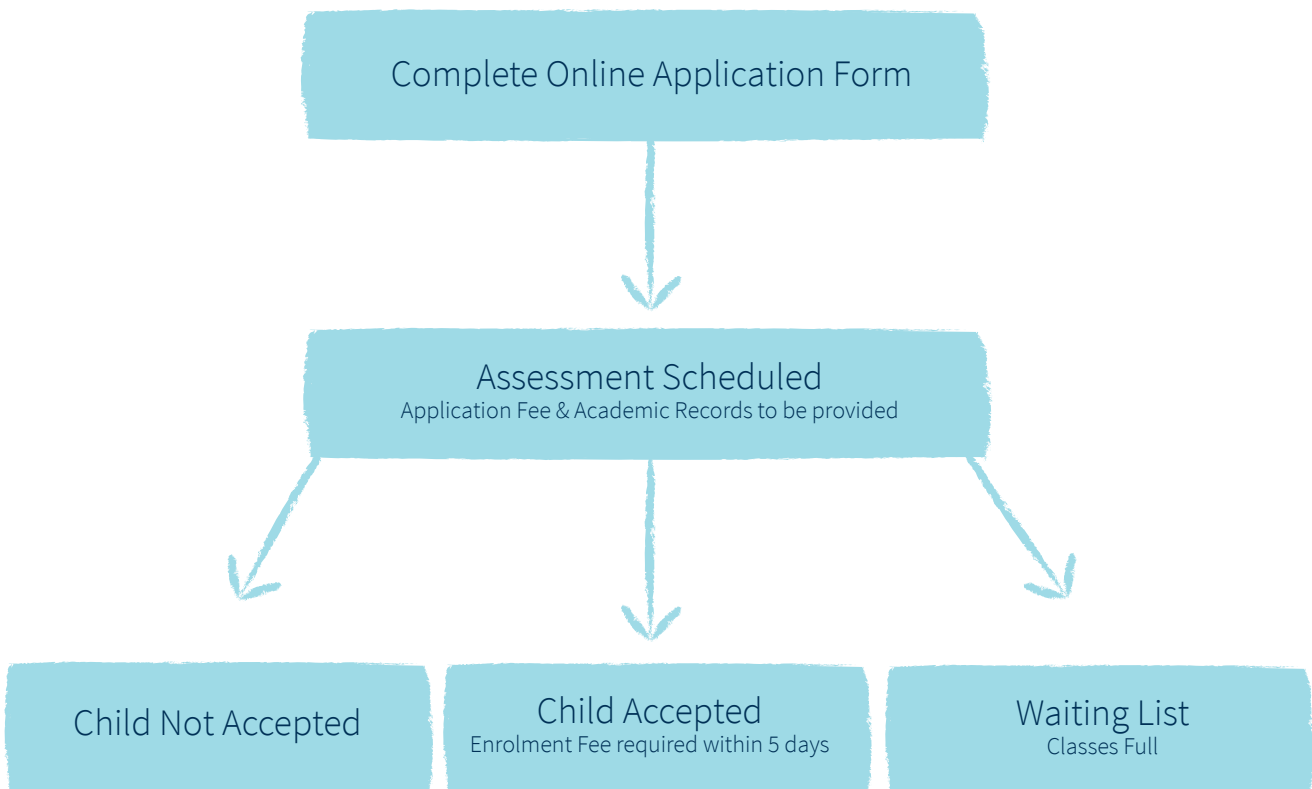 Complete Online Application Form
Assessment Scheduled
Application Fee & Academic Records to be provided
Child Not Accepted
Child Accepted
Enrolment Fee required within 5 days
Waiting List
Classes Full